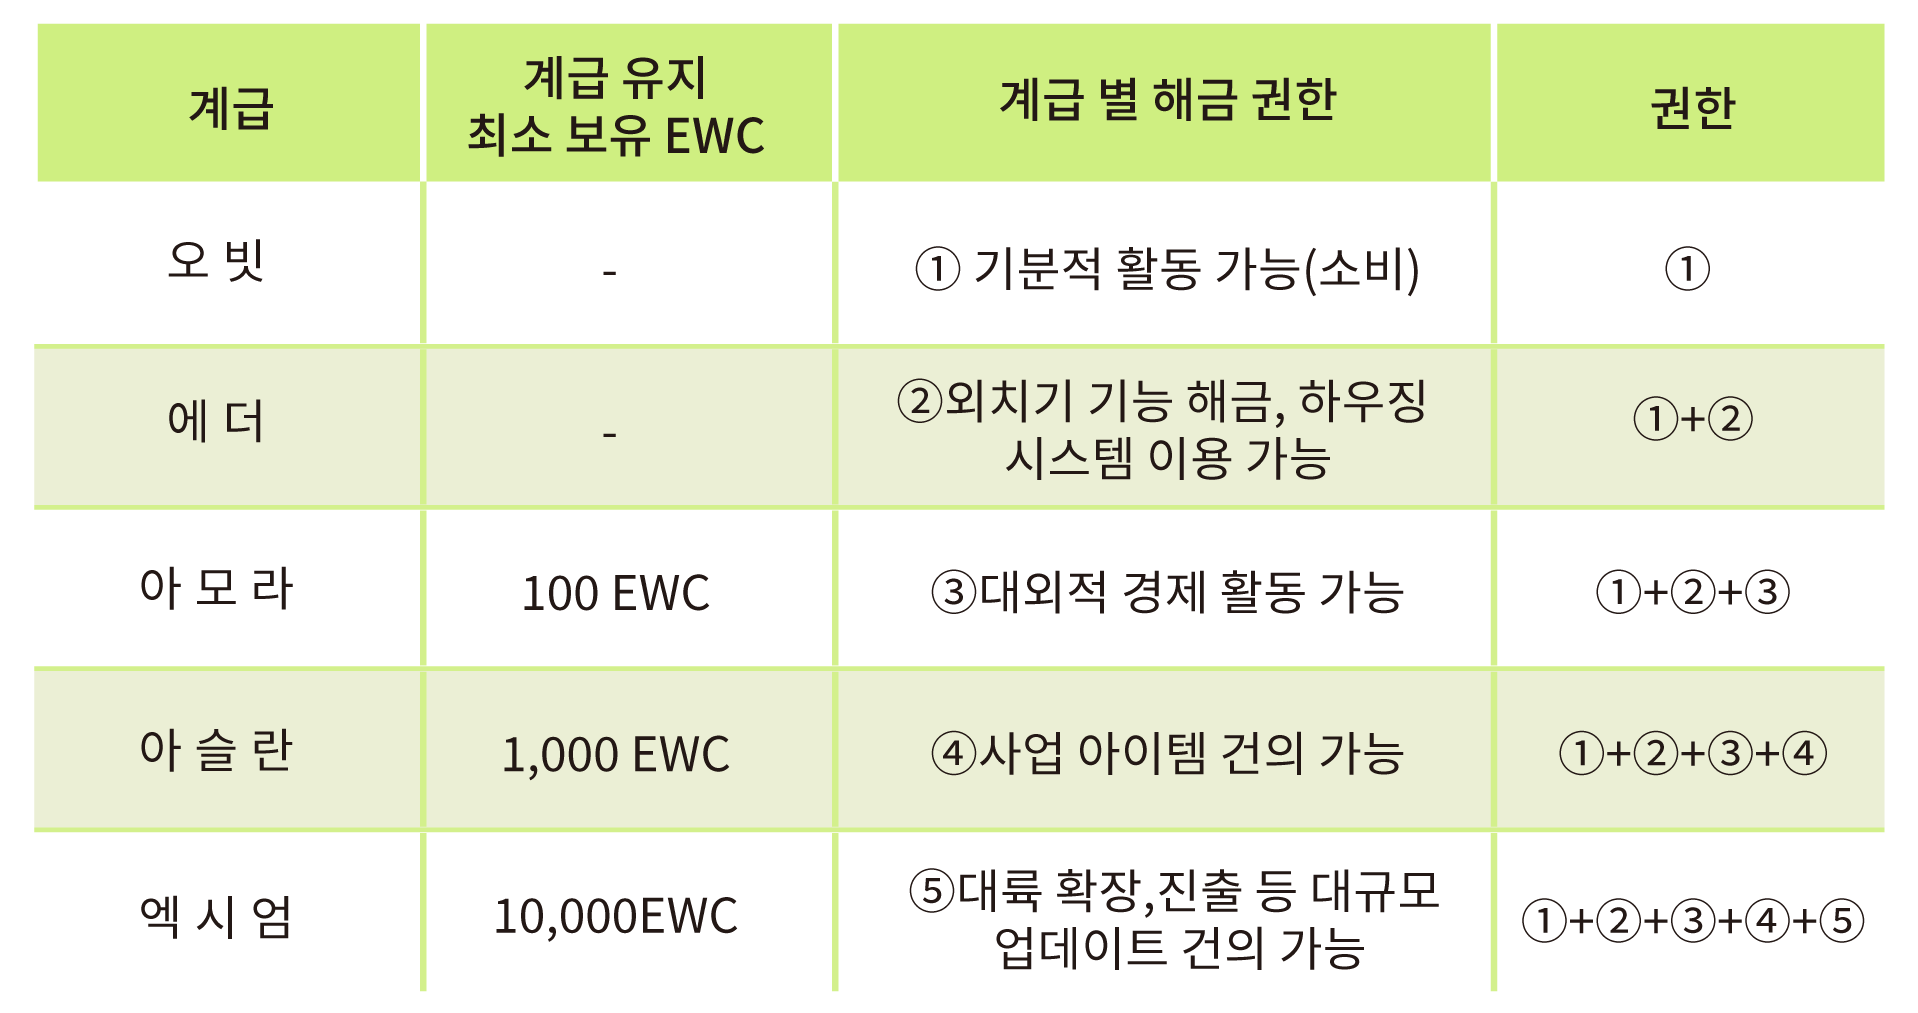 계급
계급 유지
최소 보유 EWC
계급 별 해금 권한
권한
오 빗
-
① 기분적 활동 가능(소비)
①
에 더
-
②외치기 기능 해금, 하우징
시스템 이용 가능
①+②
아 모 라
100 EWC
③대외적 경제 활동 가능
①+②+③
아 슬 란
1,000 EWC
④사업 아이템 건의 가능
①+②+③+④
엑 시 엄
10,000EWC
⑤대륙 확장,진출 등 대규모
업데이트 건의 가능
①+②+③+④+⑤